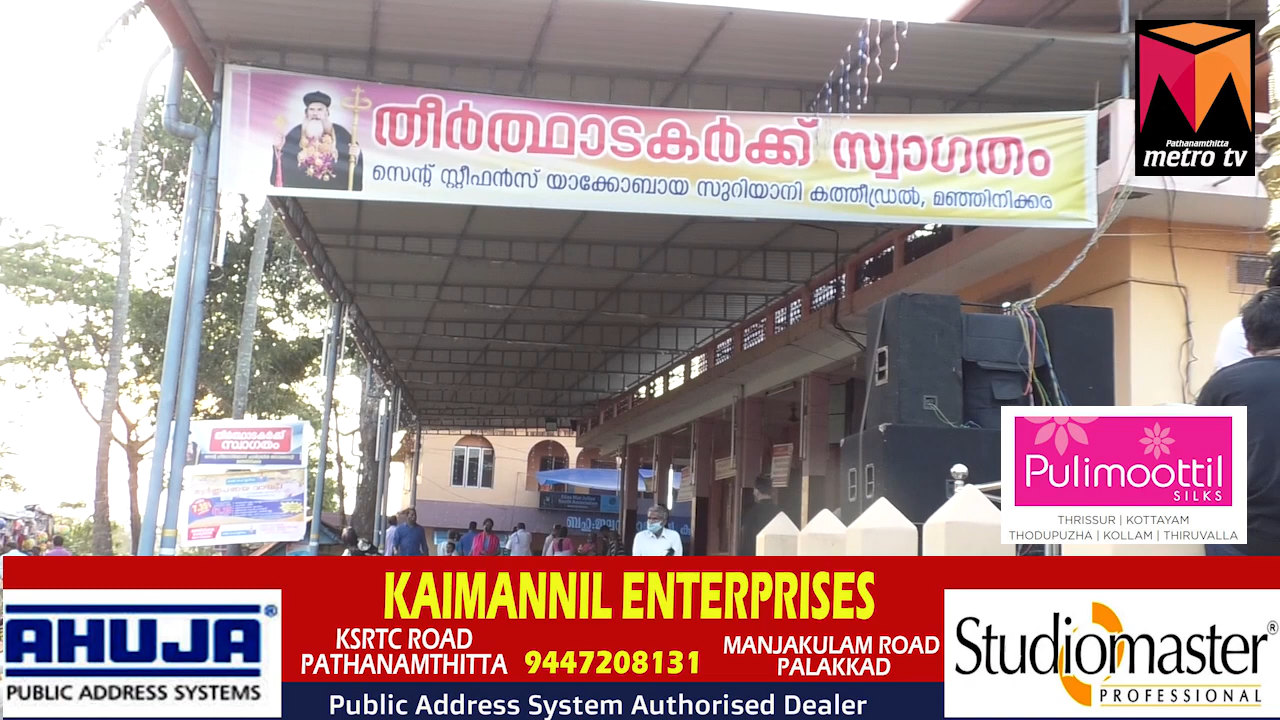 തീർത്ഥാടകർക്ക് സ്വാഗതം
സെന്റ് സ്റ്റീഫൻസ് യാക്കോബായ സുറിയാനി കത്തീഡ്രൽ, മഞ്ഞിനിക്കര
Pathanamthitta
metro tv
തീർത്ഥാടകർക്ക്
സ്വാഗതം
Pulimoottil
SILKS
THRISSUR | KOTTAYAM
THODUPUZHA | KOLLAM | THIRUVALLA
KAIMANNIL ENTERPRISES
AHUJA ®
PUBLIC ADDRESS SYSTEMS
KSRTC ROAD
PATHANAMTHITTA
9447208131
MANJAKULAM ROAD
PALAKKAD
Studiomaster ®
PROFESSIONAL
Public Address System Authorised Dealer